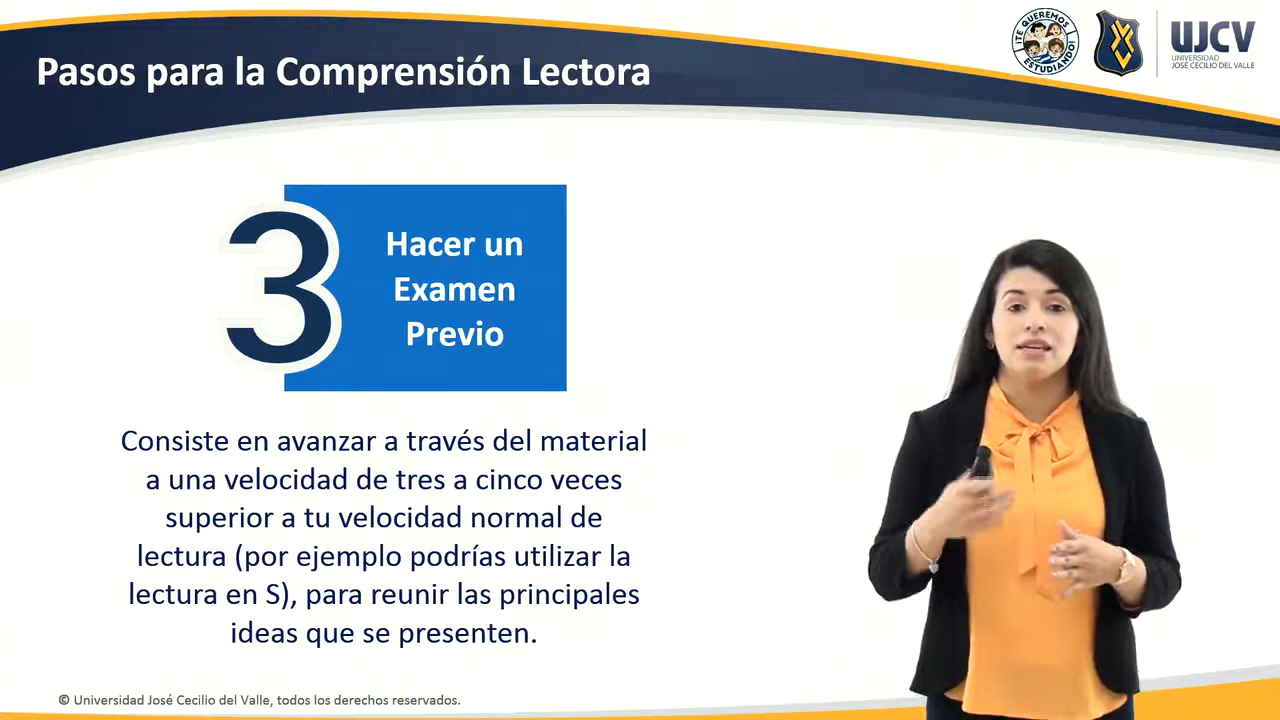 Pasos para la Comprensión Lectora
¡TE QUEREMOS
ESTUDIANDO!
UJCV
UNIVERSIDAD
JOSÉ CECILIO DEL VALLE
3
Hacer un
Examen
Previo
Consiste en avanzar a través del material
a una velocidad de tres a cinco veces
superior a tu velocidad normal de
lectura (por ejemplo podrías utilizar la
lectura en S), para reunir las principales
ideas que se presenten.
© Universidad José Cecilio del Valle, todos los derechos reservados.